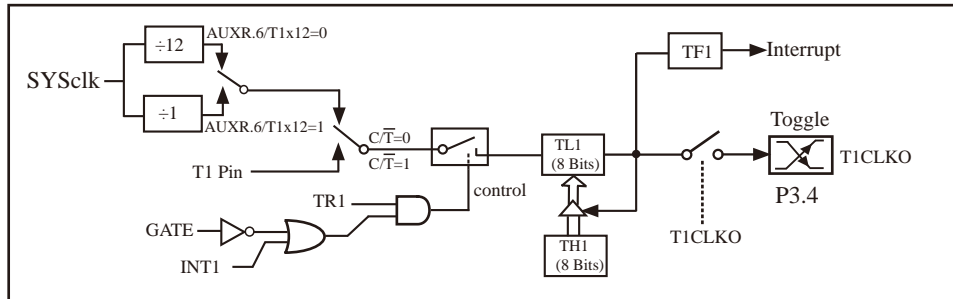 ÷12
AUXR.6/T1x12=0
SYSclk
÷1
AUXR.6/T1x12=1
T1 Pin
C/T̅=0
C/T̅=1
TR1
GATE
INT1
control
TL1
(8 Bits)
TH1
(8 Bits)
TF1
Interrupt
Toggle
T1CLKO
P3.4
T1CLKO